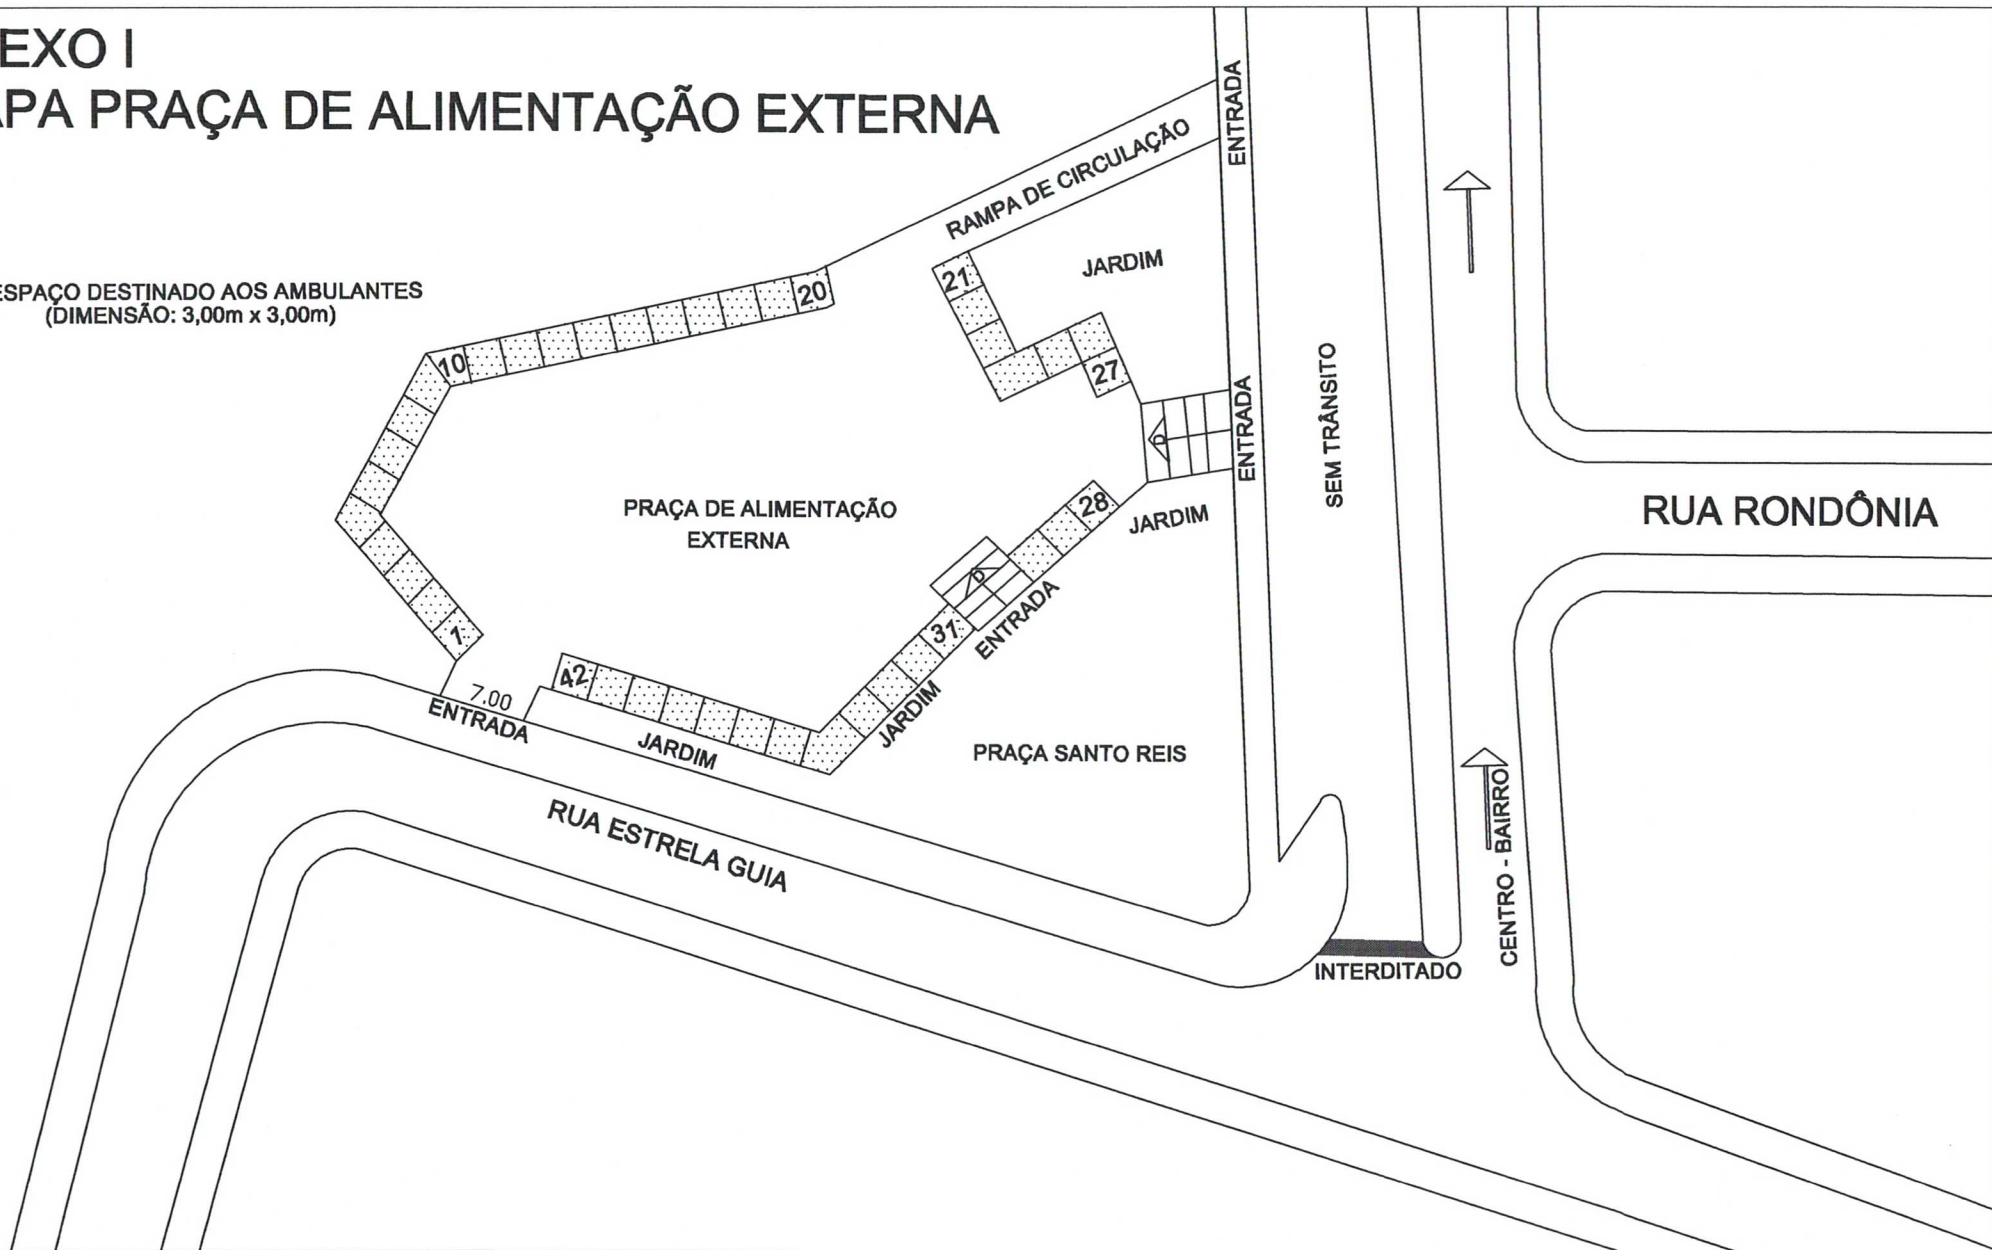 EXO I
APA PRAÇA DE ALIMENTAÇÃO EXTERNA
ESPAÇO DESTINADO AOS AMBULANTES
(DIMENSÃO: 3,00m x 3,00m)
ENTRADA
RAMPA DE CIRCULAÇÃO
JARDIM
21
20
10
27
ENTRADA
D
SEM TRÂNSITO
RUA RONDÔNIA
PRAÇA DE ALIMENTAÇÃO
EXTERNA
28
JARDIM
D
ENTRADA
31
1
42
7.00
ENTRADA
JARDIM
JARDIM
PRAÇA SANTO REIS
RUA ESTRELA GUIA
CENTRO - BAIRRO
INTERDITADO